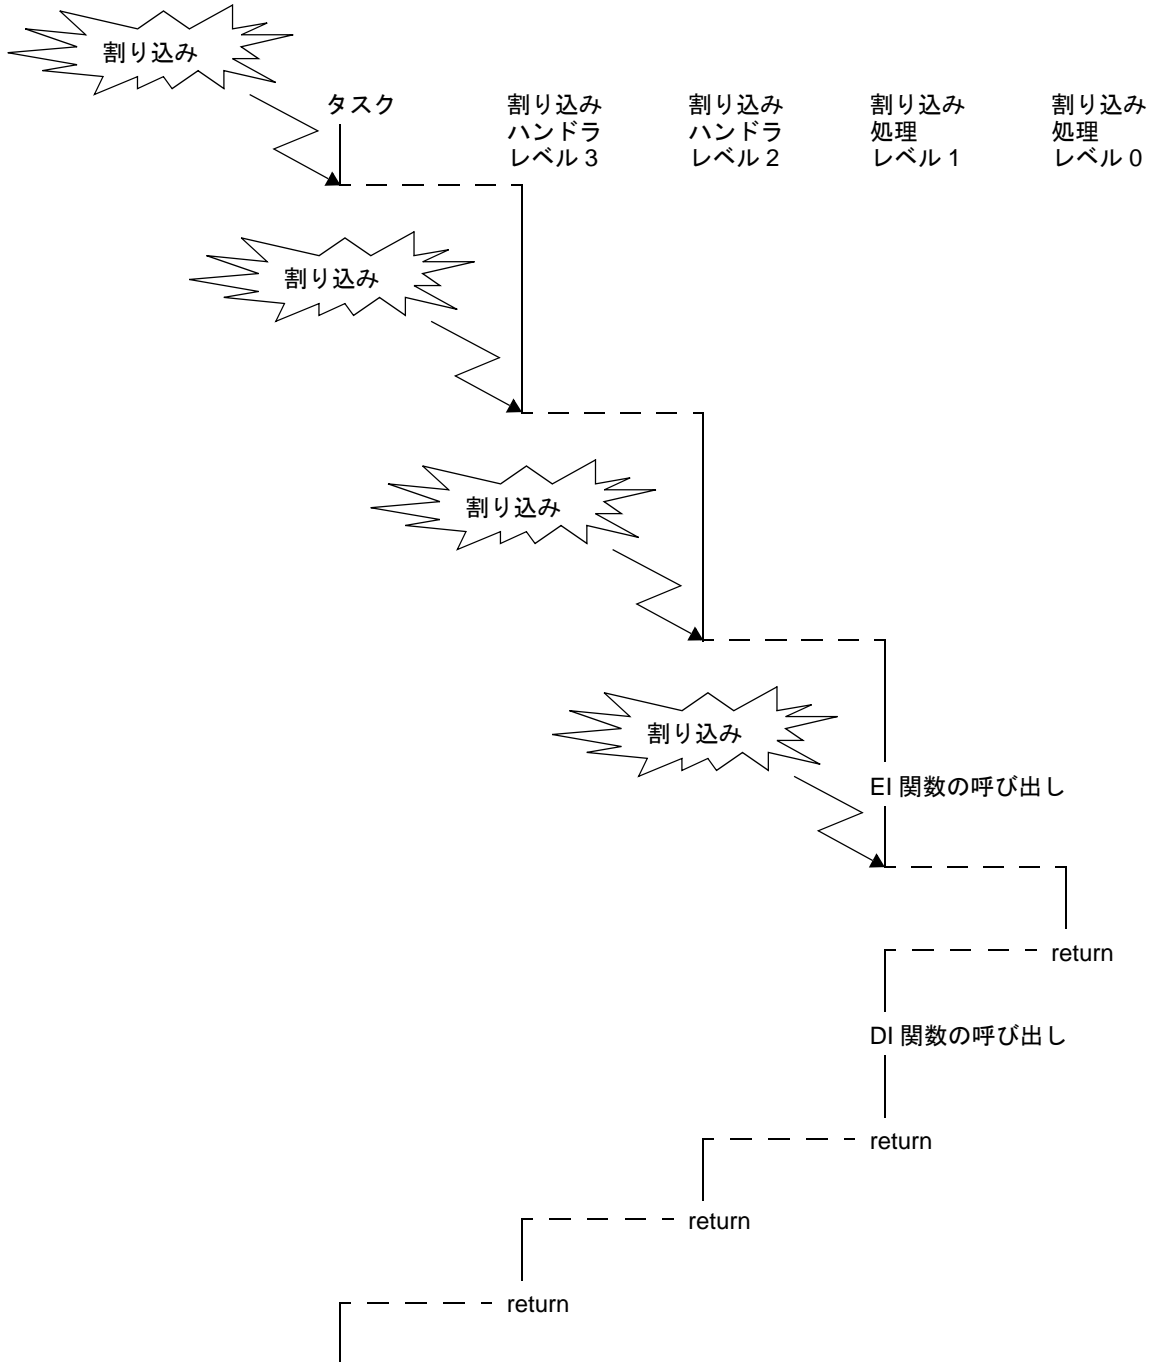 割り込み
タスク
割り込み
ハンドラ
レベル 3
割り込み
ハンドラ
レベル 2
割り込み
処理
レベル 1
割り込み
処理
レベル 0
割り込み
割り込み
割り込み
EI 関数の呼び出し
return
DI 関数の呼び出し
return
return
return